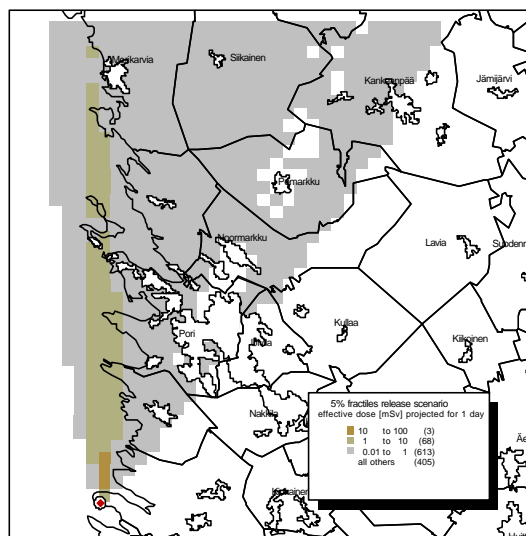 Merikarvia
Siikainen
Kankaanpää
Jämijärvi
Pomarkku
Noormarkku
Lavia
Suodenn
Pori
Ulvila
Kullaa
Kiikoinen
Nakkila
5% fractiles release scenario
effective dose [mSv] projected for 1 day
10 to 100 (3)
1 to 10 (68)
0.01 to 1 (613)
all others (405)
Äe